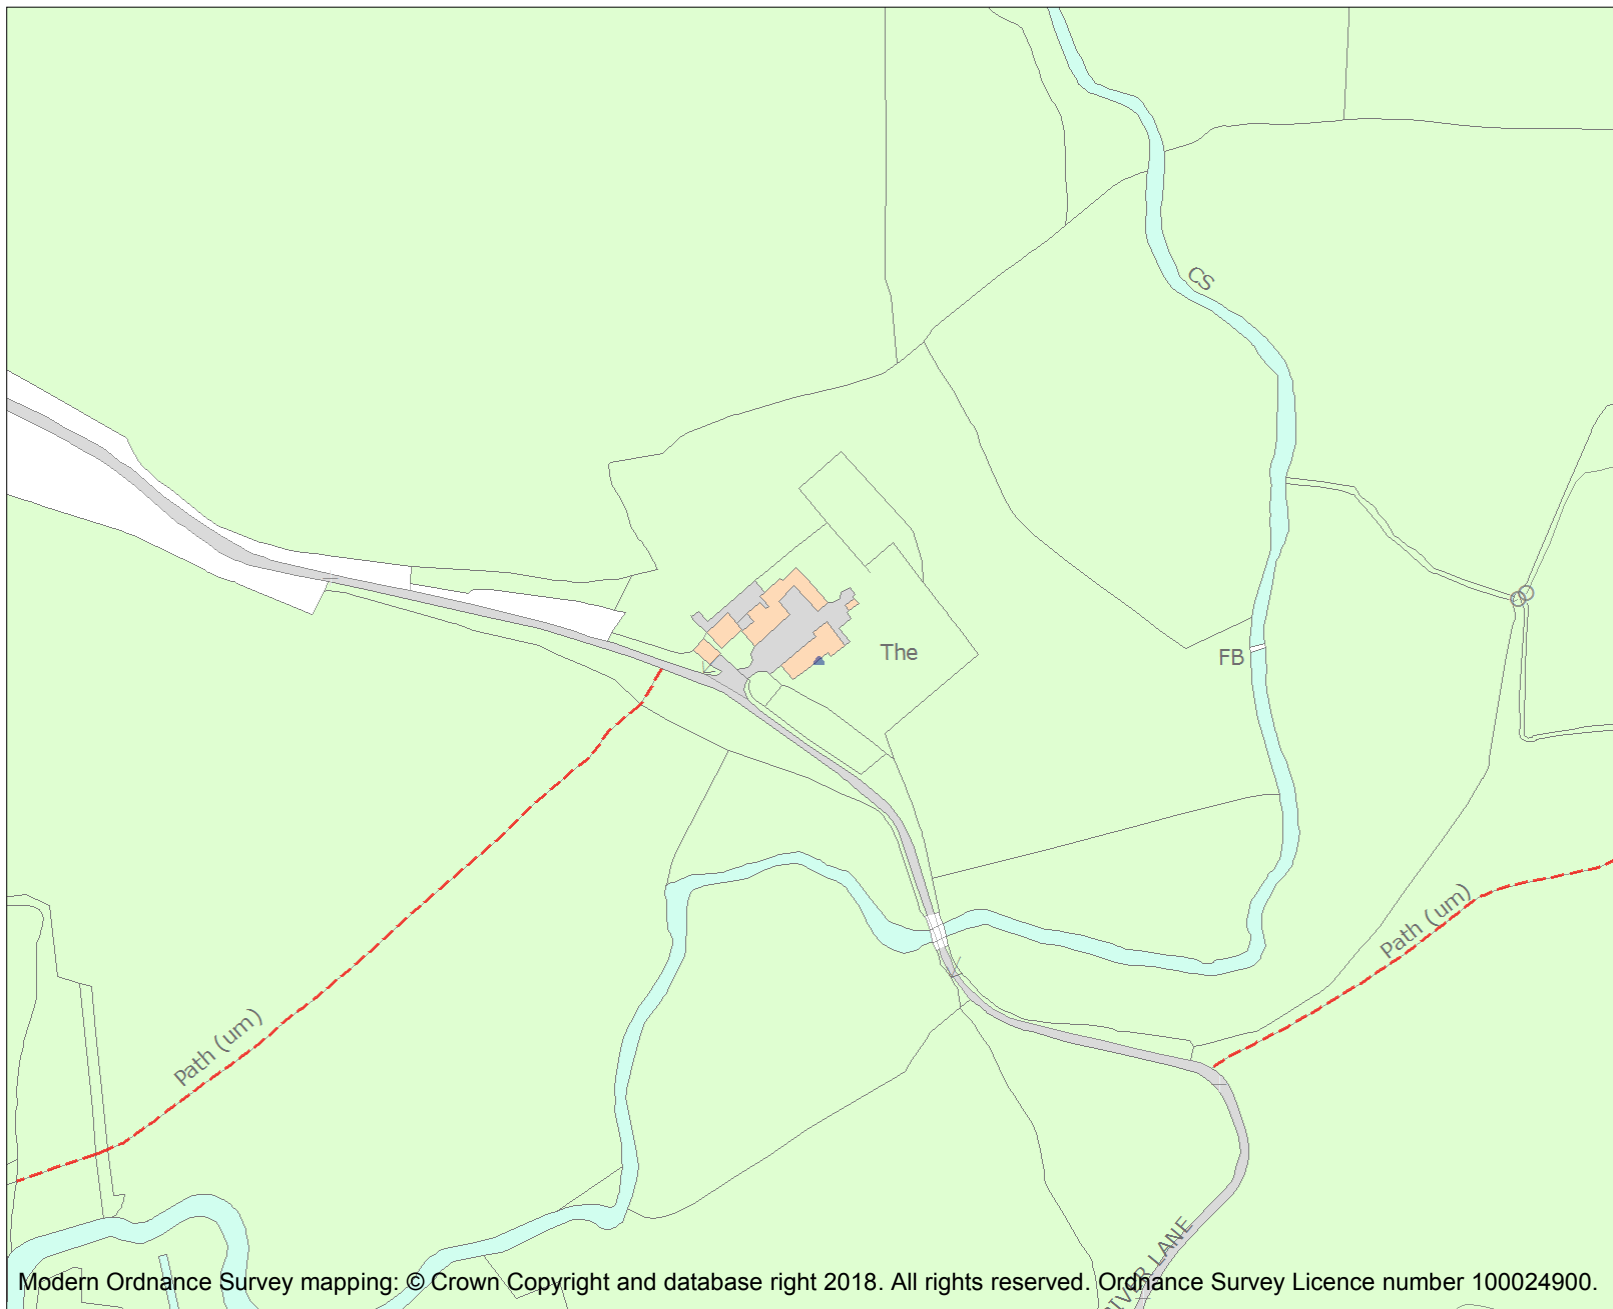 CS
The
FB
Path (um)
Path (um)
LANE
Modern Ordnance Survey mapping: © Crown Copyright and database right 2018. All rights reserved. Ordnance Survey Licence number 100024900.